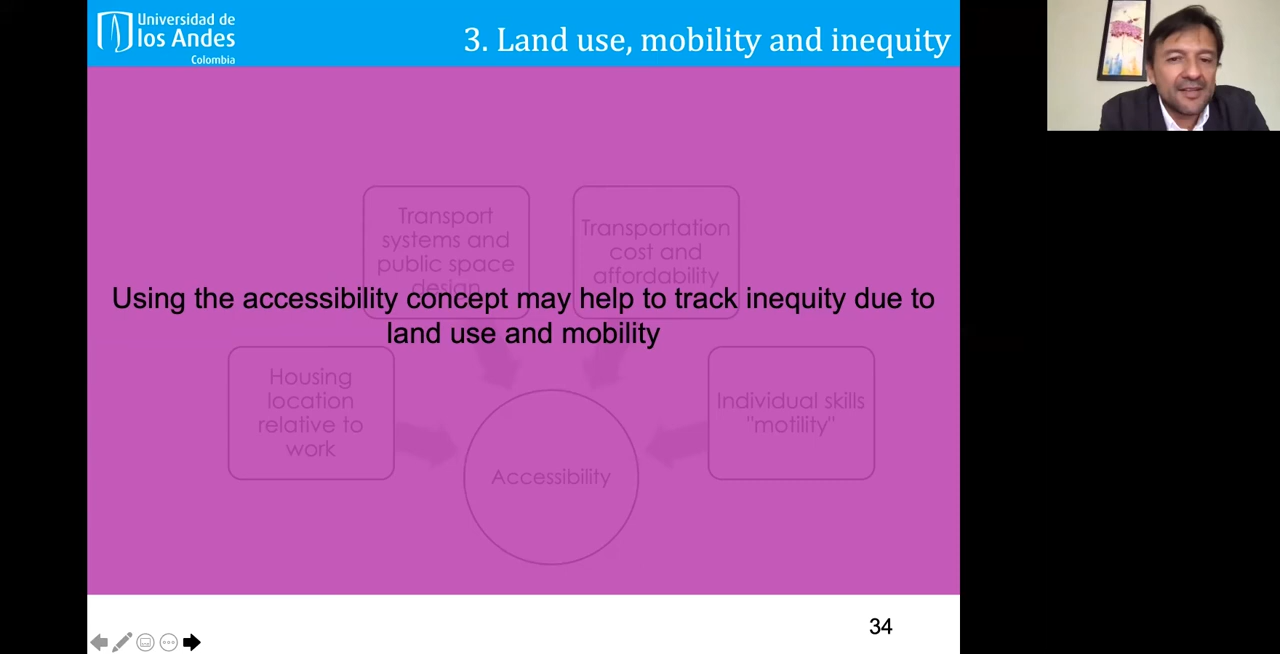 Universidad de
los Andes
Colombia
3. Land use, mobility and inequity
Transport
systems and
public space
design
Transportation
cost and
affordability
Using the accessibility concept may help to track inequity due to
land use and mobility
Housing
location
relative to
work
Individual skills
"motility"
Accessibility
34